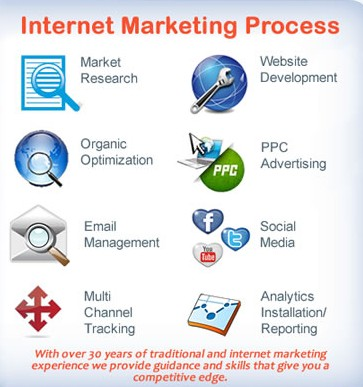 Internet Marketing Process
Market
Research
Website
Development
Organic
Optimization
PPC
PPC
Advertising
Email
Management
f
t
You
Tube
Social
Media
Multi
Channel
Tracking
Analytics
Installation/
Reporting
With over 30 years of traditional and internet marketing
experience we provide guidance and skills that give you a
competitive edge.